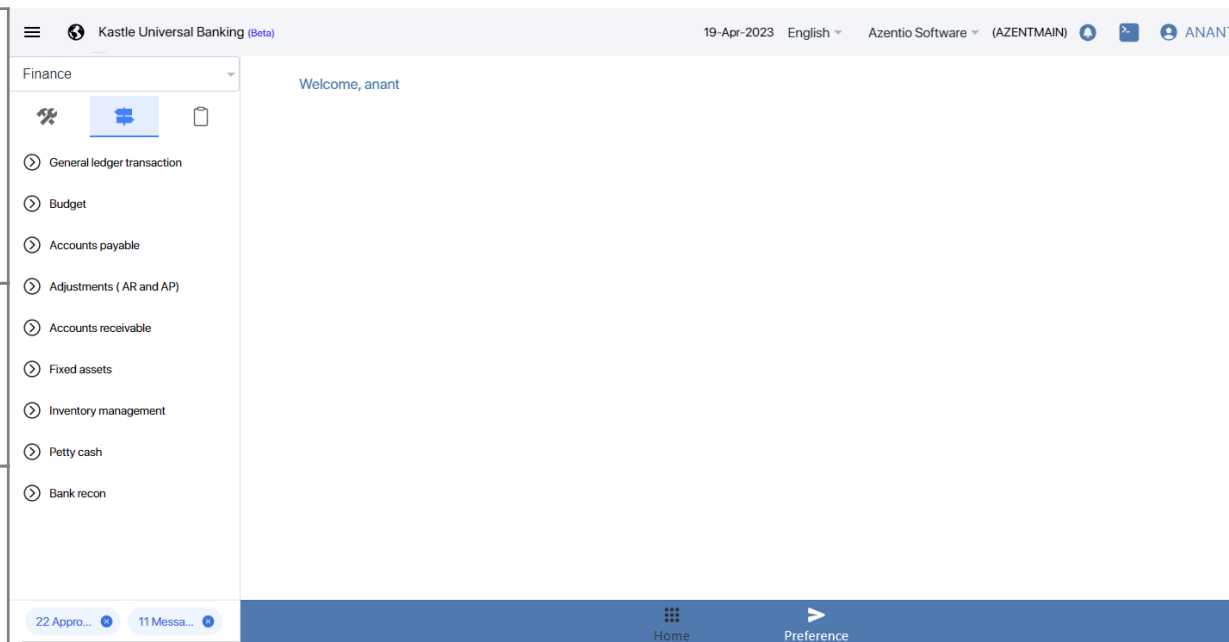 Kastle Universal Banking (Beta)
19-Apr-2023 English Azentio Software (AZENTMAIN) ANANT
Finance
Welcome, anant
General ledger transaction
Budget
Accounts payable
Adjustments ( AR and AP)
Accounts receivable
Fixed assets
Inventory management
Petty cash
Bank recon
22 Appro... 11 Messa...
Home Preference